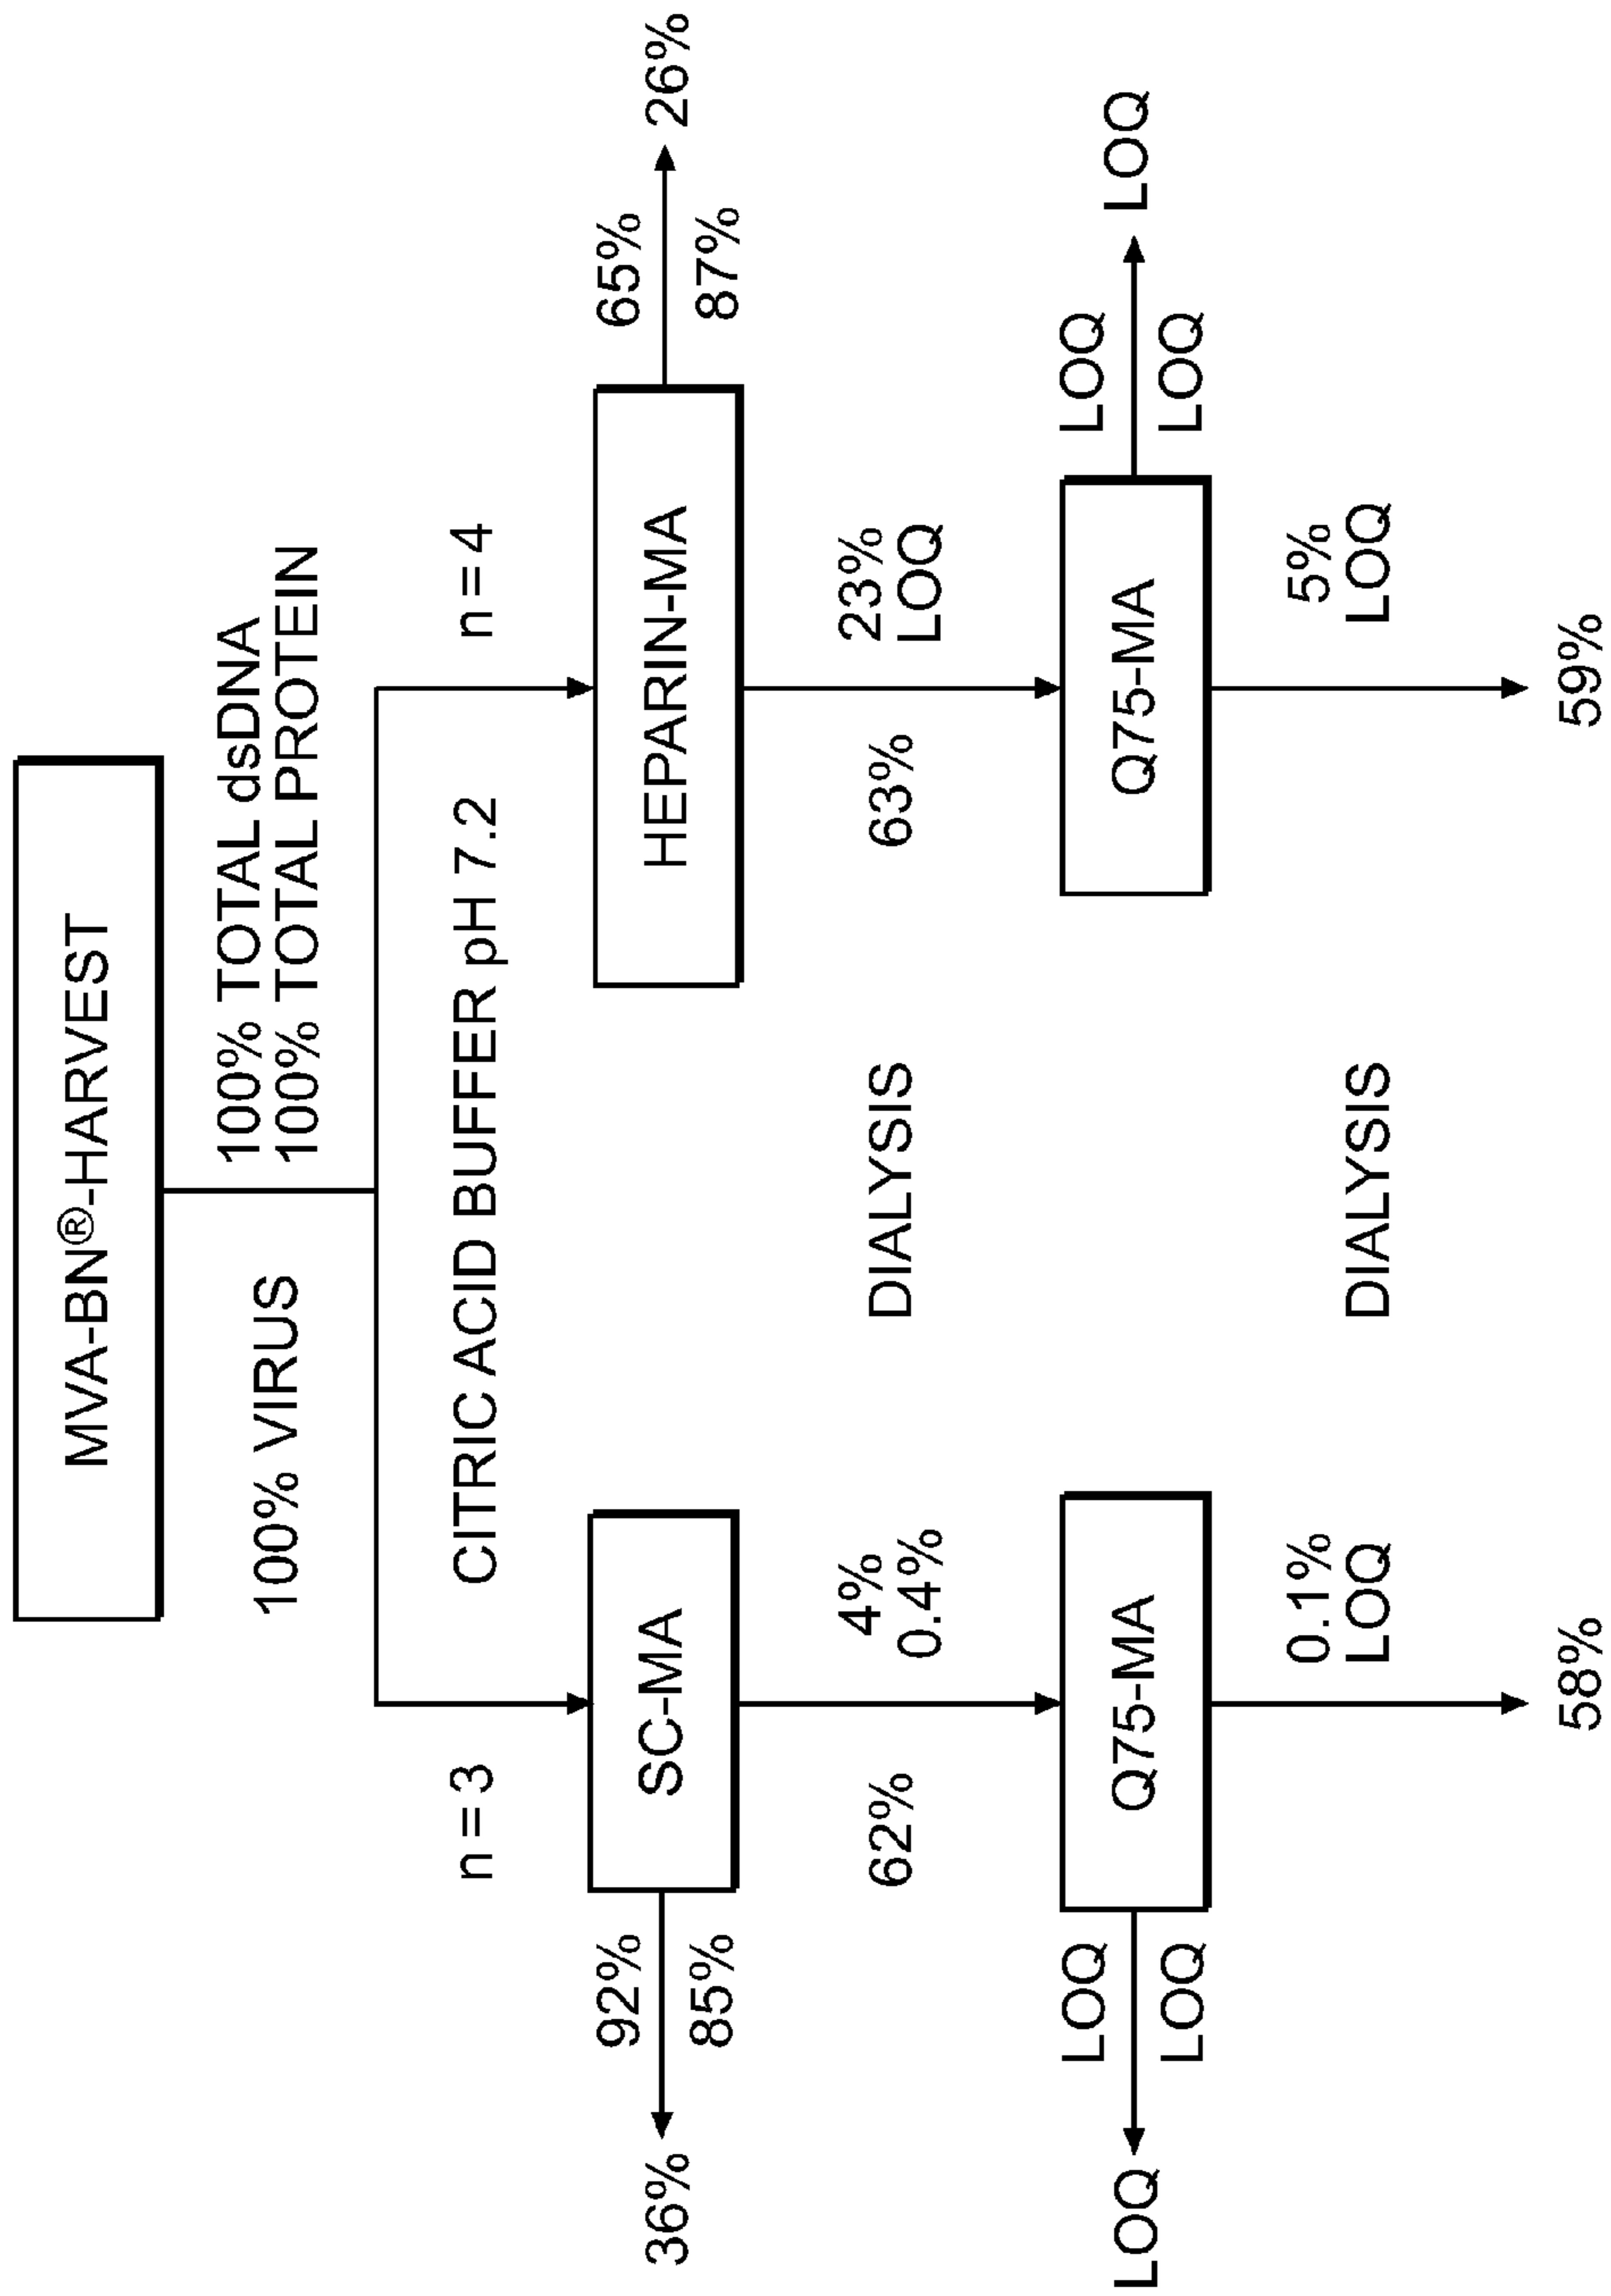 MVA-BN®-HARVEST
100% VIRUS
100% TOTAL dsDNA
100% TOTAL PROTEIN
n = 3
CITRIC ACID BUFFER pH 7.2
n = 4
92%
36%
85%
SC-MA
HEPARIN-MA
65%
26%
87%
62%
4%
0.4%
DIALYSIS
63%
23%
LOQ
LOQ
LOQ
LOQ
Q75-MA
Q75-MA
LOQ
LOQ
LOQ
0.1%
LOQ
DIALYSIS
5%
LOQ
58%
59%